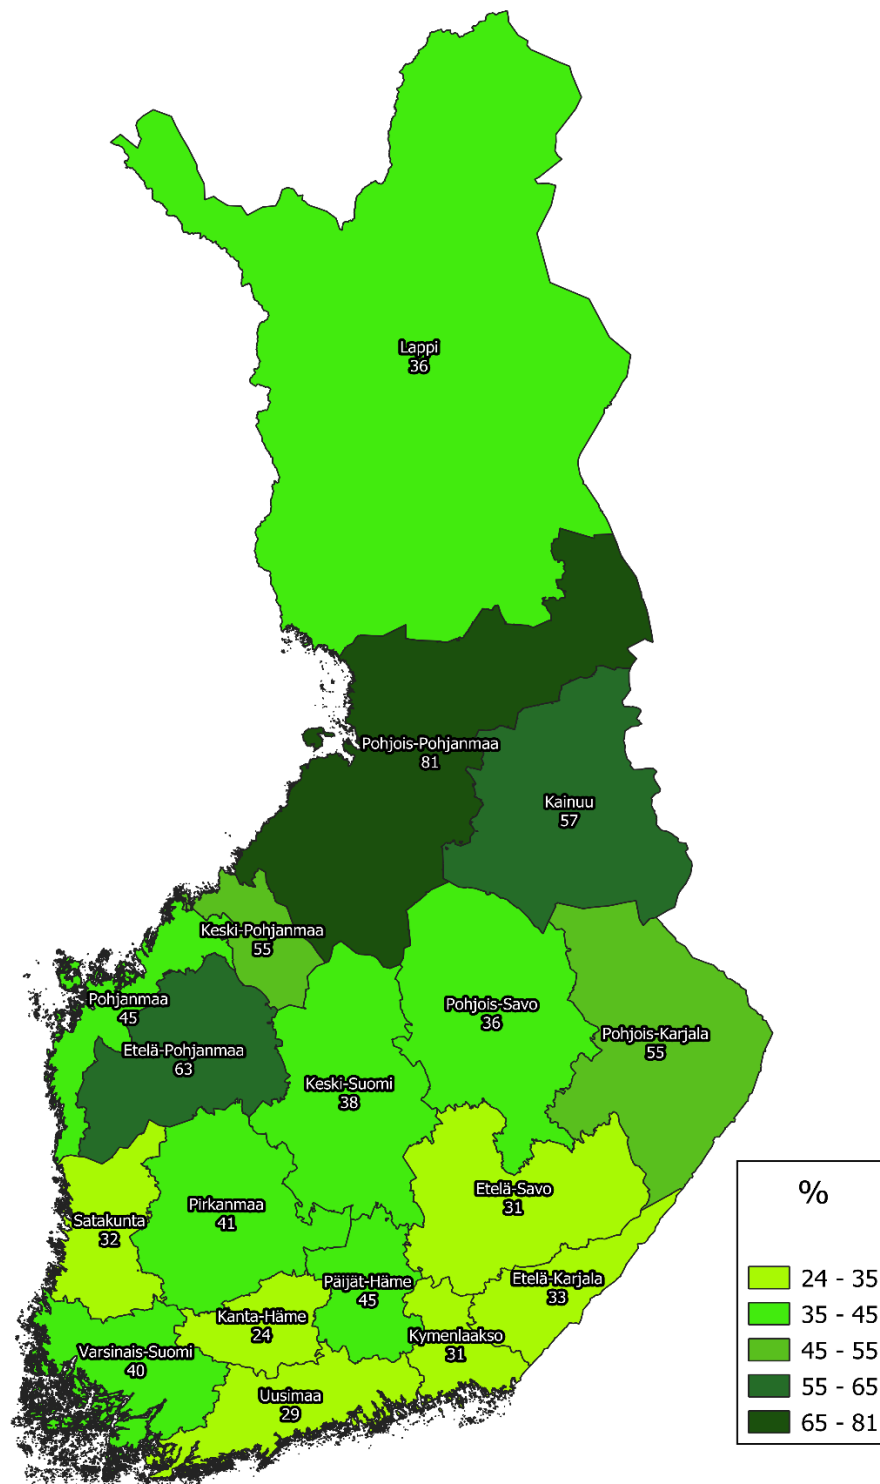 Lappi
36
Pohjois-Pohjanmaa
81
Kainuu
57
Keski-Pohjanmaa
55
Pohjanmaa
45
Pohjois-Savo
36
Pohjois-Karjala
55
Etelä-Pohjanmaa
63
Keski-Suomi
38
Etelä-Savo
31
Pirkanmaa
41
Satakunta
32
Etelä-Karjala
33
Päijät-Häme
45
Kanta-Häme
24
Kymenlaakso
31
Varsinais-Suomi
40
Uusimaa
29
%
24 - 35
35 - 45
45 - 55
55 - 65
65 - 81